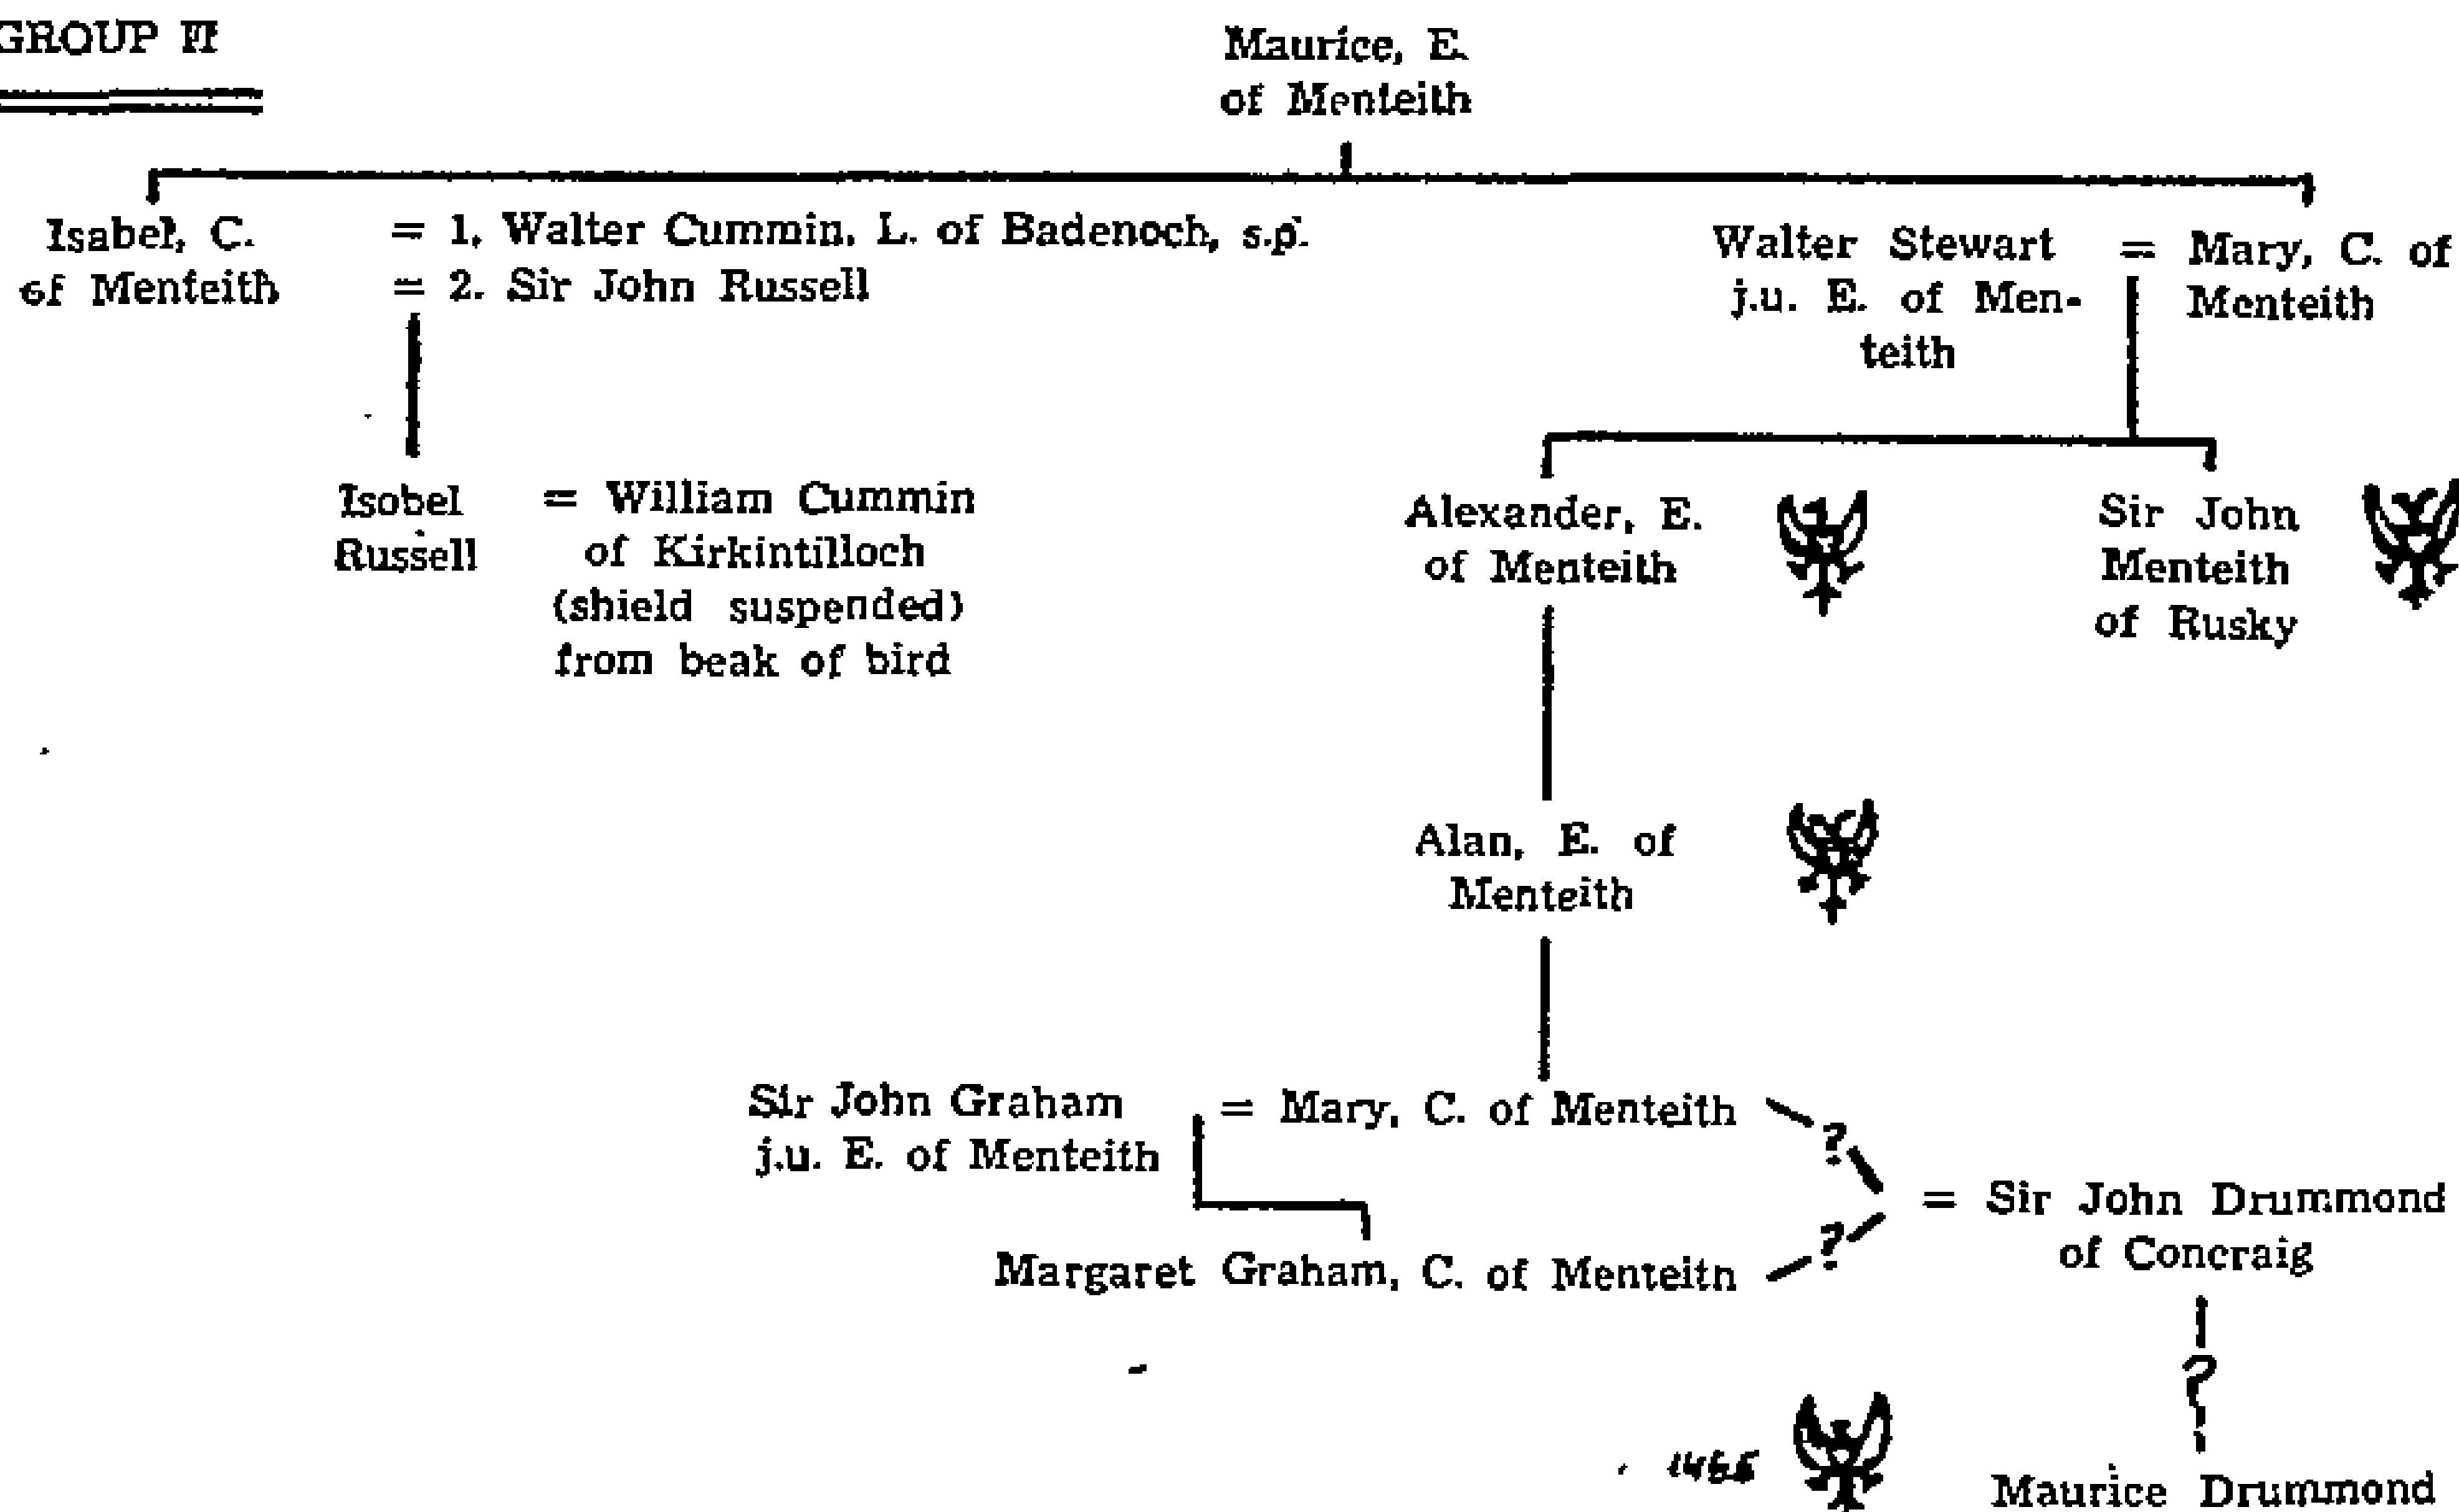 GROUP II
Maurice, E.
of Menteith
Isabel, C.
of Menteith
= 1. Walter Cummin, L. of Badenoch, s.p.
= 2. Sir John Russell
Walter Stewart
j.u. E. of Men-
teith
= Mary, C. of
Menteith
Isobel
Russell
= William Cummin
of Kirkintilloch
(shield suspended)
from beak of bird
Alexander, E.
of Menteith
Sir John
Menteith
of Rusky
Alan, E. of
Menteith
Sir John Graham
j.u. E. of Menteith
= Mary, C. of Menteith
?
= Sir John Drummond
of Concraig
?
Margaret Graham, C. of Menteith
?
Maurice Drummond